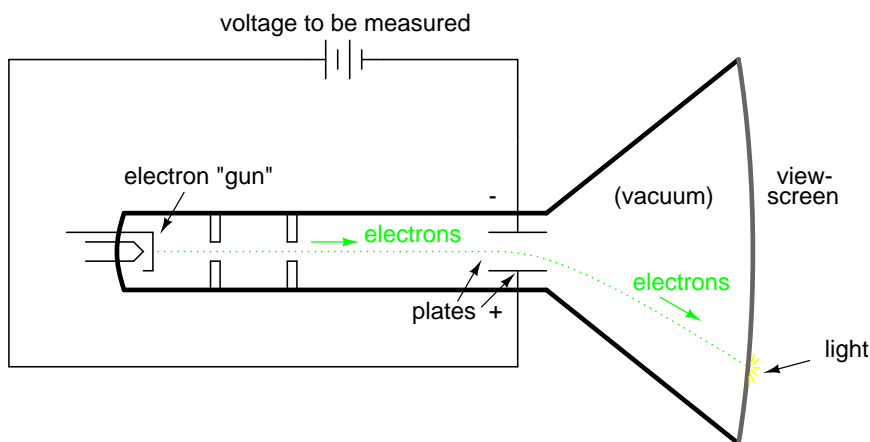 voltage to be measured
electron "gun"
-
(vacuum)
view-
screen
electrons
electrons
plates +
light